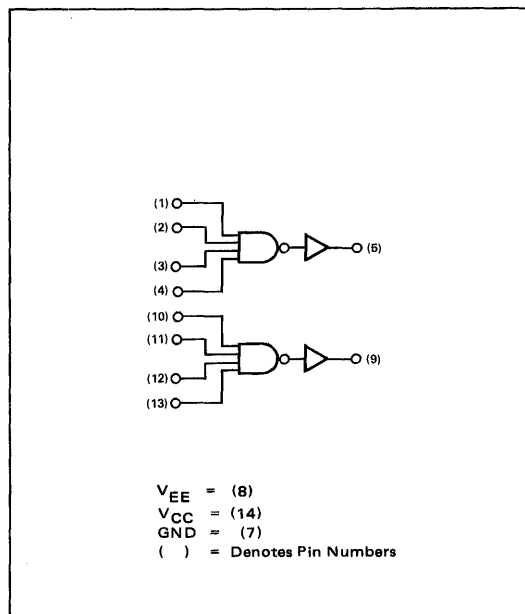 (1)
(2)
(3)
(4)
(5)
(10)
(11)
(12)
(13)
(9)
VEE = (8)
VCC = (14)
GND = (7)
( ) = Denotes Pin Numbers